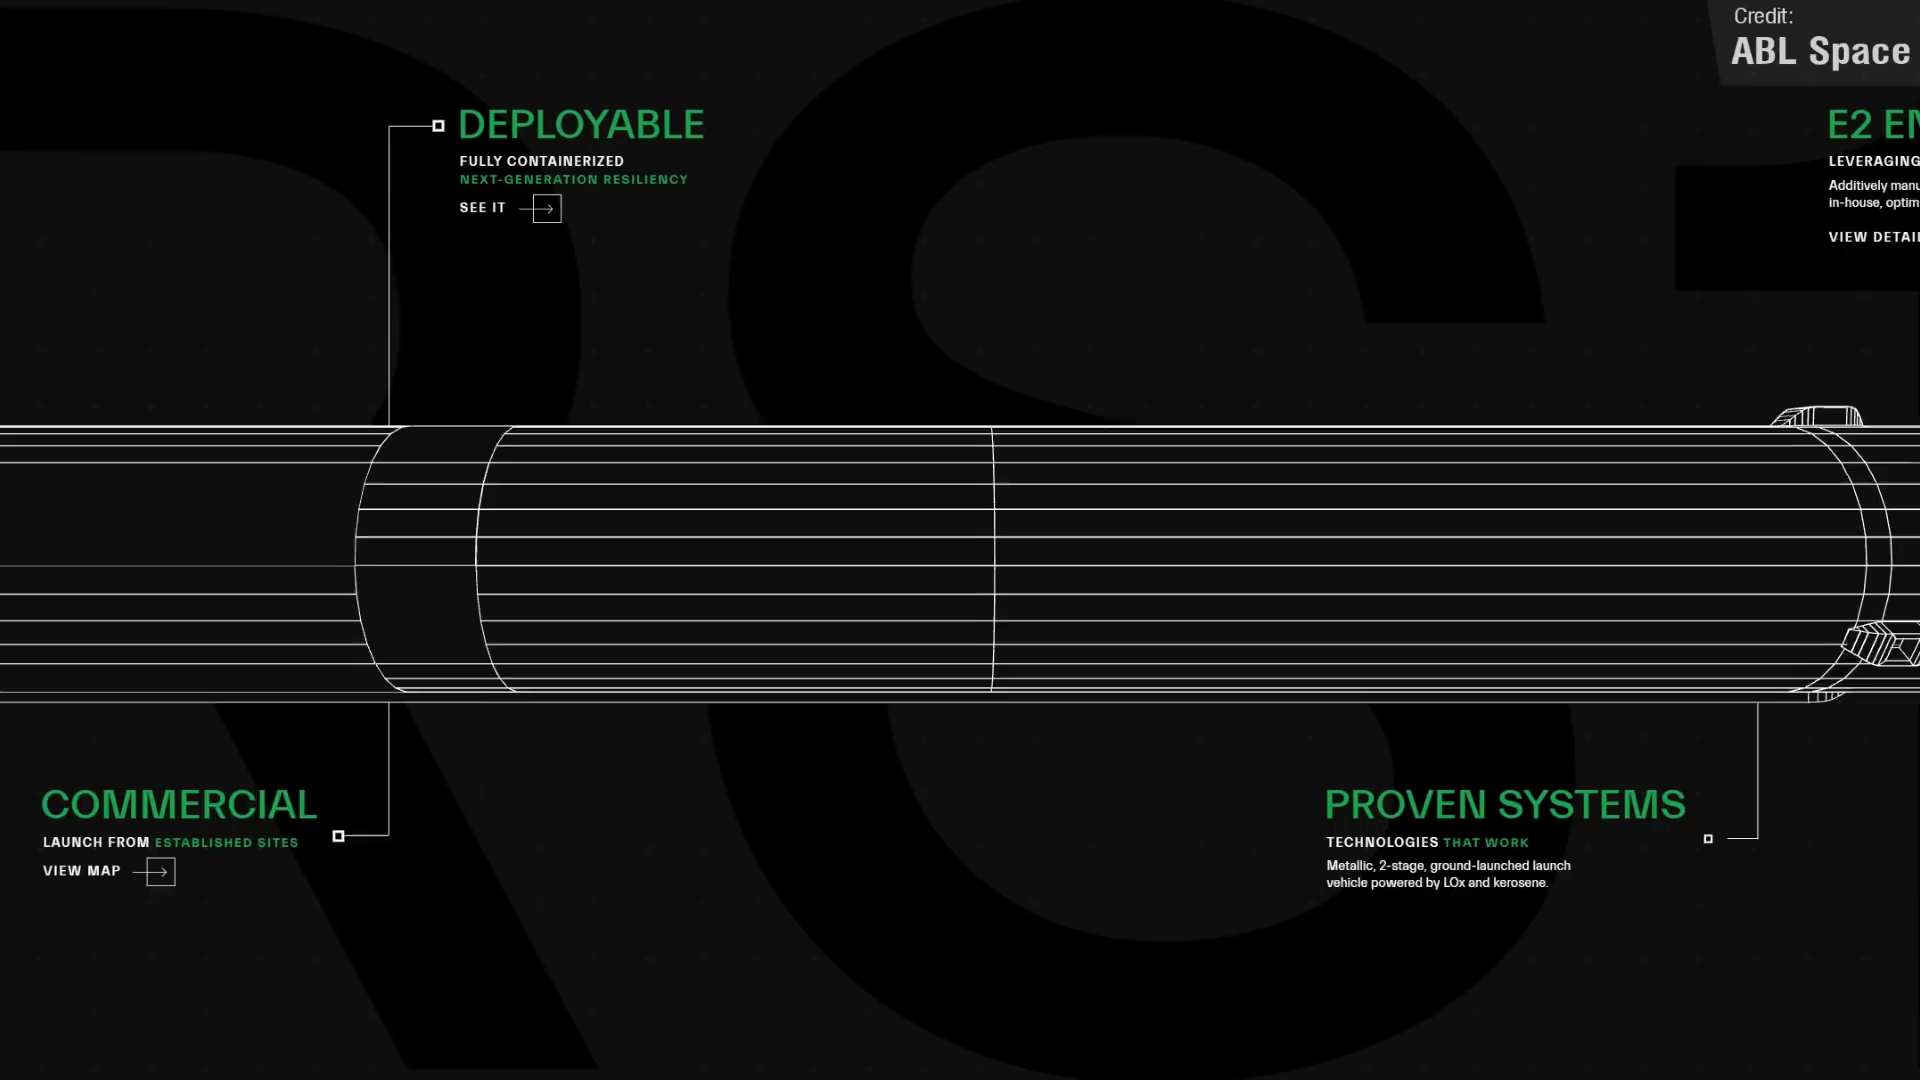 Credit:
ABL Space
DEPLOYABLE
FULLY CONTAINERIZED
NEXT-GENERATION RESILIENCY
SEE IT
E2
LEVERAGING
Additively
in-house,
VIEW
COMMERCIAL
LAUNCH FROM ESTABLISHED SITES
VIEW MAP
PROVEN SYSTEMS
TECHNOLOGIES THAT WORK
Metallic, 2-stage, ground-launched launch
vehicle powered by LOx and kerosene.